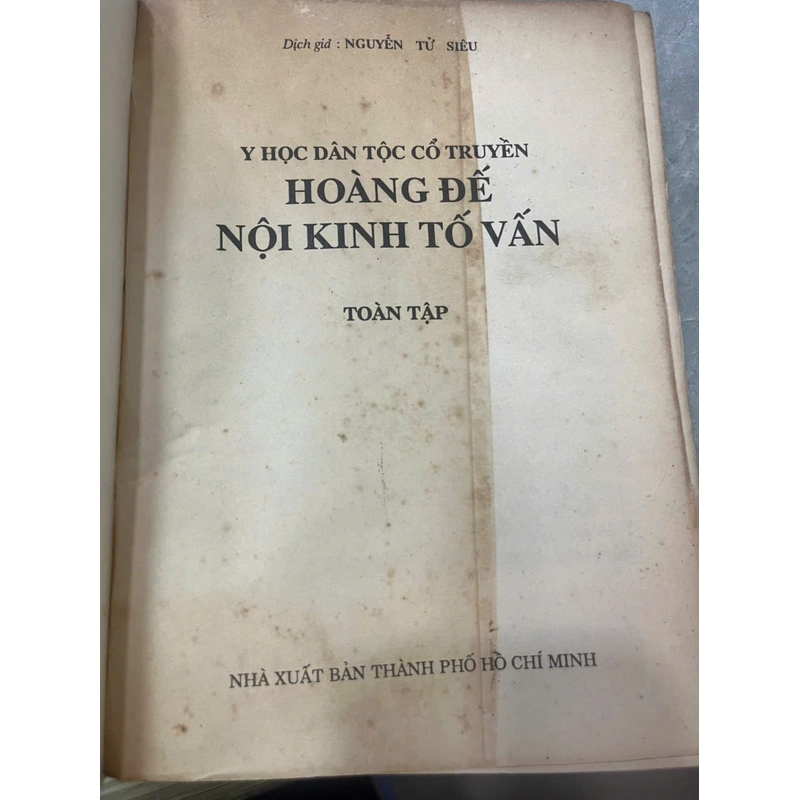 Dịch giả : NGUYỄN TỬ SIÊU
Y HỌC DÂN TỘC CỔ TRUYỀN
HOÀNG ĐẾ
NỘI KINH TỐ VẤN
TOÀN TẬP
NHÀ XUẤT BẢN THÀNH PHỐ HỒ CHÍ MINH